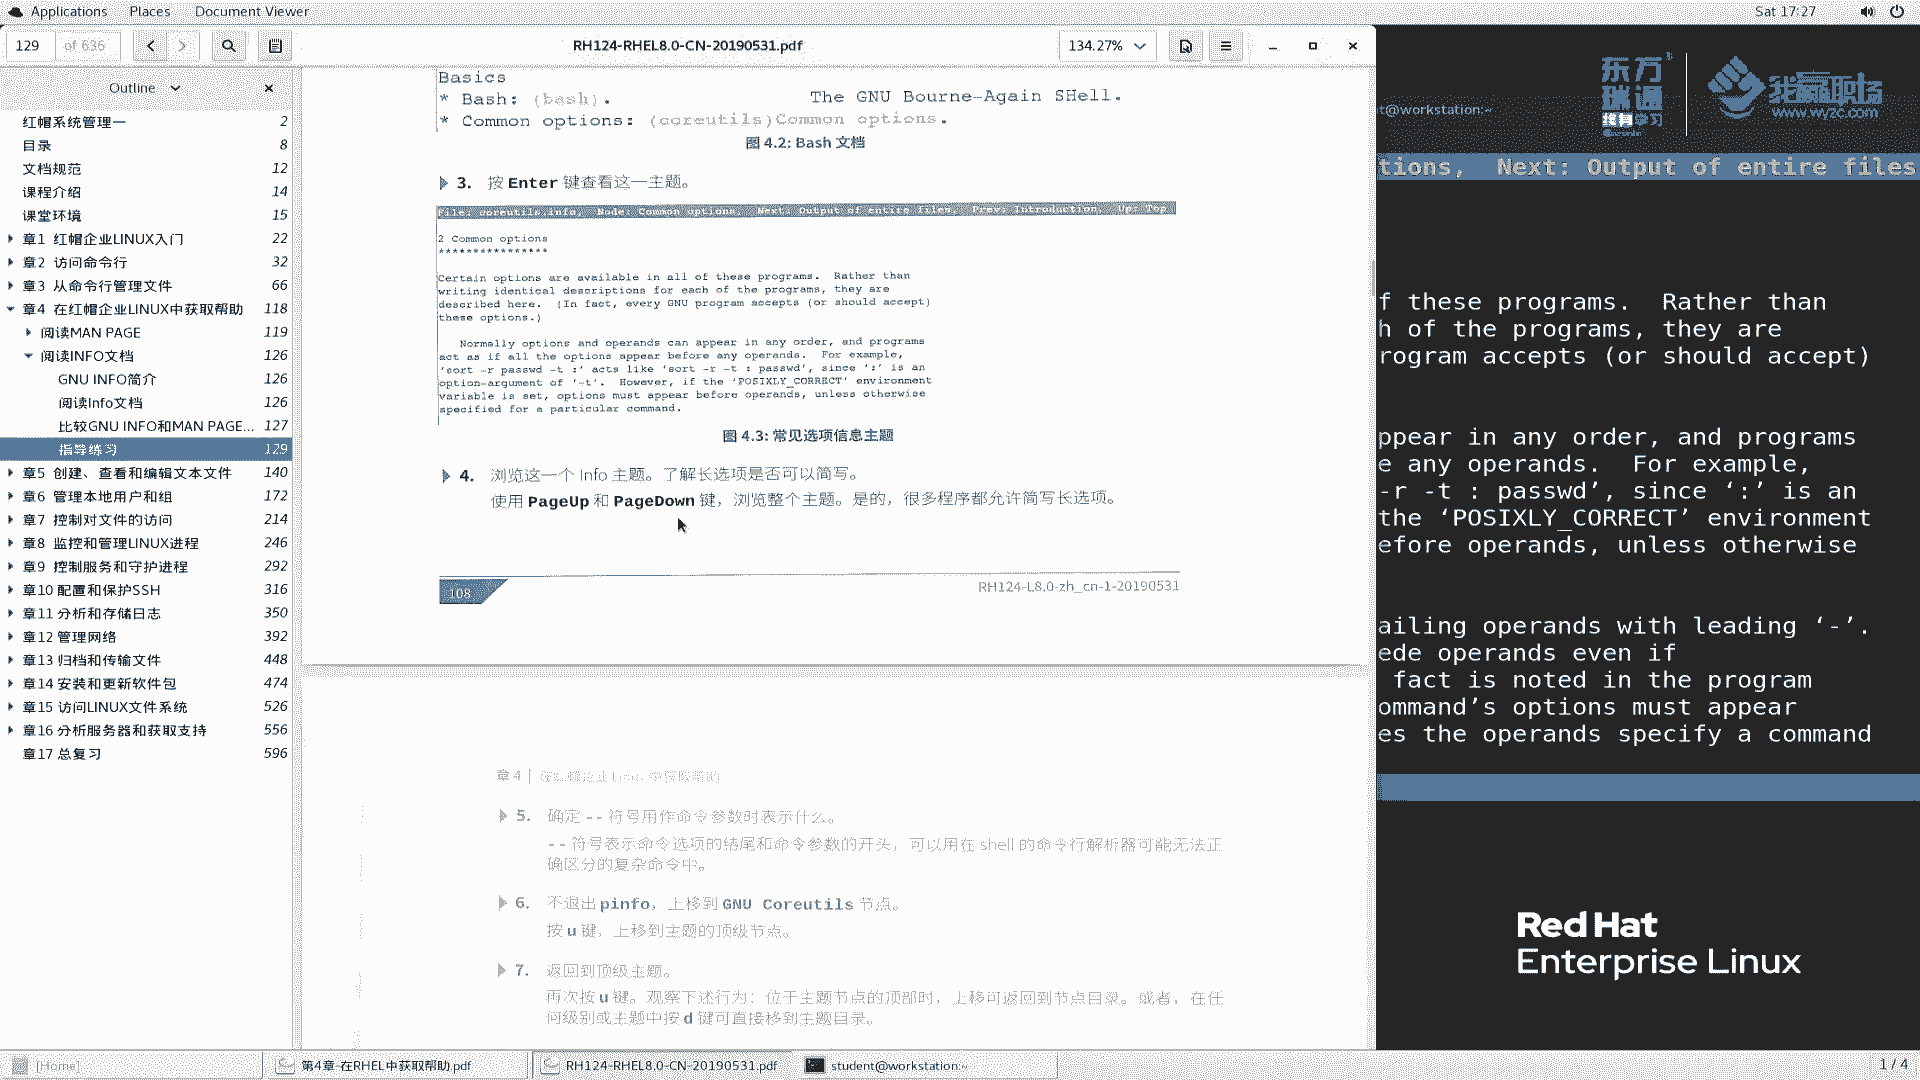 Applications Places Document Viewer Sat 17:27
129 of 636 RH124-RHEL8.0-CN-20190531.pdf 134.27%
Outline
红帽系统管理一 2
目录 8
文档规范 12
课程介绍 14
课堂环境 15
章1 红帽企业LINUX入门 22
章2 访问命令行 32
章3 从命令行管理文件 66
章4 在红帽企业LINUX中获取帮助 118
阅读MAN PAGE 119
阅读INFO文档 126
GNU INFO简介 126
阅读Info文档 126
比较GNU INFO和MAN PAGE... 127
指导练习 129
章5 创建、查看和编辑文本文件 140
章6 管理本地用户和组 172
章7 控制对文件的访问 214
章8 监控和管理LINUX进程 246
章9 控制服务和守护进程 292
章10 配置和保护SSH 316
章11 分析和存储日志 350
章12 管理网络 392
章13 归档和传输文件 448
章14 安装和更新软件包 474
章15 访问LINUX文件系统 526
章16 分析服务器和获取支持 556
章17 总复习 596
Basics
* Bash: (bash). The GNU Bourne-Again SHell.
* Common options: (coreutils)Common options.
图 4.2: Bash 文档
3. 按 Enter 键查看这一主题。
File: coreutils.info, Node: Common options, Next: Output of entire files, Prev: Introduction, Up: Top
2 Common options
****************
Certain options are available in all of these programs. Rather than
writing identical descriptions for each of the programs, they are
described here. (In fact, every GNU program accepts (or should accept)
these options.)
Normally options and operands can appear in any order, and programs
act as if all the options appear before any operands. For example,
‘sort -r passwd -t :’ acts like ‘sort -r -t : passwd’, since ‘:’ is an
option-argument of ‘-t’. However, if the ‘POSIXLY_CORRECT’ environment
variable is set, options must appear before operands, unless otherwise
specified for a particular command.
图 4.3: 常见选项信息主题
4. 浏览这一个 Info 主题。了解长选项是否可以简写。
使用 PageUp 和 PageDown 键，浏览整个主题。是的，很多程序都允许简写长选项。
108 RH124-L8.0-zh_cn-1-20190531
章 4 | 在红帽企业 Linux 中获取帮助
5. 确定 -- 符号用作命令参数时表示什么。
-- 符号表示命令选项的结尾和命令参数的开头，可以用在 shell 的命令行解析器可能无法正
确区分的复杂命令中。
6. 不退出 pinfo，上移到 GNU Coreutils 节点。
按 u 键，上移到主题的顶级节点。
7. 返回到顶级主题。
再次按 u 键。观察下述行为：位于主题节点的顶部时，上移可返回到节点目录。或者，在任
何级别或主题中按 d 键可直接移到主题目录。
东方
瑞通
终身学习
我赢职场
www.wyzc.com
t@workstation:~
tions, Next: Output of entire files
f these programs. Rather than
h of the programs, they are
rogram accepts (or should accept)
ppear in any order, and programs
e any operands. For example,
-r -t : passwd’, since ‘:’ is an
the ‘POSIXLY_CORRECT’ environment
efore operands, unless otherwise
ailing operands with leading ‘-’.
ede operands even if
fact is noted in the program
ommand’s options must appear
es the operands specify a command
Red Hat
Enterprise Linux
[Home] 第4章-在RHEL中获取帮助.pdf RH124-RHEL8.0-CN-20190531.pdf student@workstation:~ 1 / 4